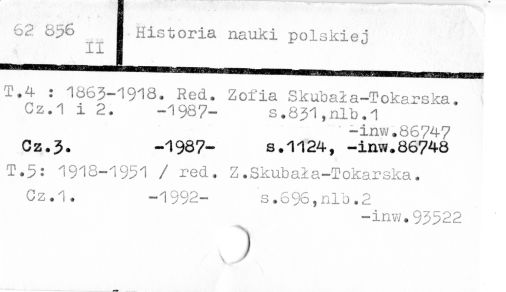 62 856
II
Historia nauki polskiej
T.4 : 1863-1918. Red. Zofia Skubała-Tokarska.
Cz.1 i 2. -1987- s.831,nlb.1
-inw.86747
Cz.3. -1987- s.1124, -inw.86748
T.5: 1918-1951 / red. Z.Skubała-Tokarska.
Cz.1. -1992- s.696,nlb.2
-inw.93522